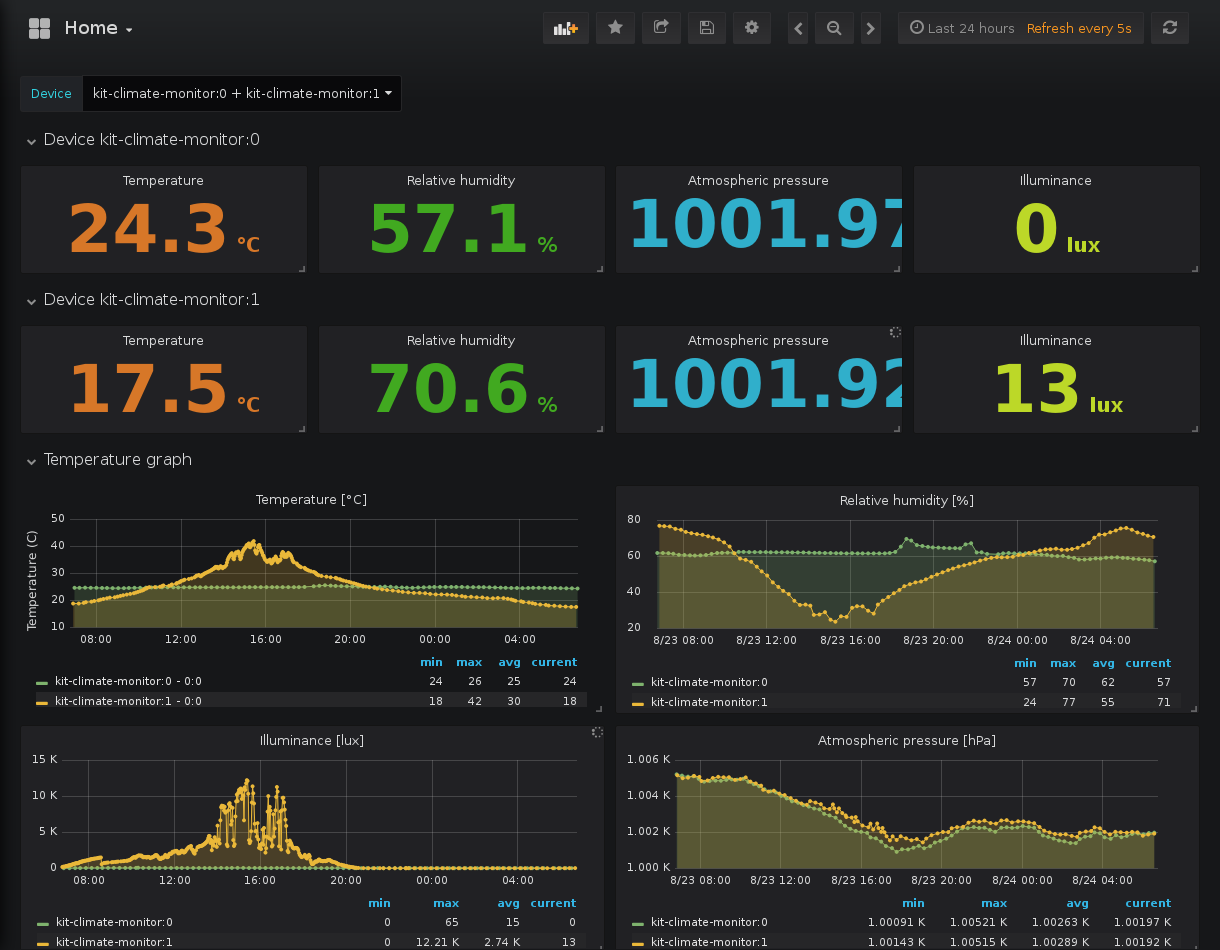 Home
Last 24 hours Refresh every 5s
Device kit-climate-monitor:0 + kit-climate-monitor:1
Device kit-climate-monitor:0
Temperature Relative humidity Atmospheric pressure Illuminance
24.3 °C 57.1 % 1001.97 0 lux
Device kit-climate-monitor:1
Temperature Relative humidity Atmospheric pressure Illuminance
17.5 °C 70.6 % 1001.92 13 lux
Temperature graph
Temperature [°C]
Temperature (C)
50
40
30
20
10
08:00 12:00 16:00 20:00 00:00 04:00
min max avg current
kit-climate-monitor:0 - 0:0 24 26 25 24
kit-climate-monitor:1 - 0:0 18 42 30 18
Relative humidity [%]
80
60
40
20
8/23 08:00 8/23 12:00 8/23 16:00 8/23 20:00 8/24 00:00 8/24 04:00
min max avg current
kit-climate-monitor:0 57 70 62 57
kit-climate-monitor:1 24 77 55 71
Illuminance [lux]
15 K
10 K
5 K
0
08:00 12:00 16:00 20:00 00:00 04:00
min max avg current
kit-climate-monitor:0 0 65 15 0
kit-climate-monitor:1 0 12.21 K 2.74 K 13
Atmospheric pressure [hPa]
1.006 K
1.004 K
1.002 K
1.000 K
8/23 08:00 8/23 12:00 8/23 16:00 8/23 20:00 8/24 00:00 8/24 04:00
min max avg current
kit-climate-monitor:0 1.00091 K 1.00521 K 1.00263 K 1.00197 K
kit-climate-monitor:1 1.00143 K 1.00515 K 1.00289 K 1.00192 K